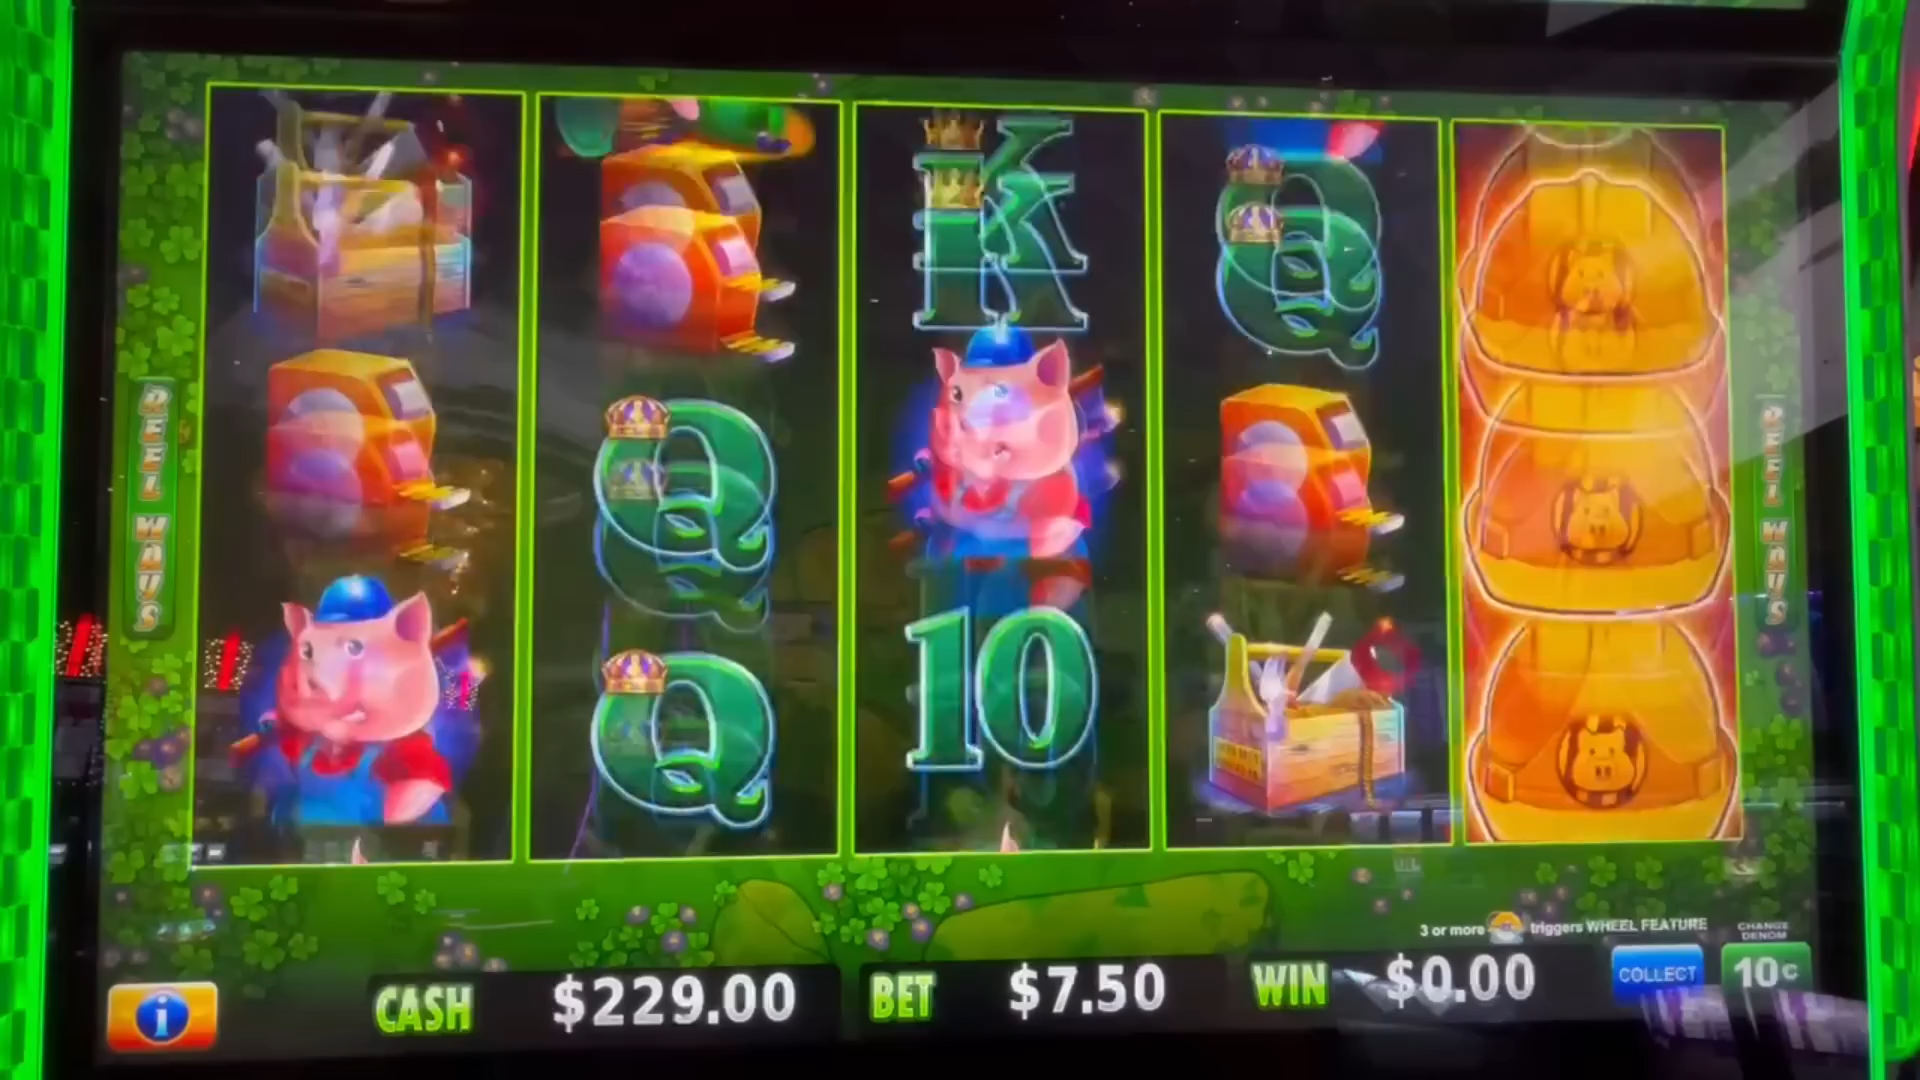 K
K
Q
Q
Q
Q
Q
10
REEL WAYS
REEL WAYS
3 or more triggers WHEEL FEATURE
CHANGE DENOM
CASH $229.00 BET $7.50 WIN $0.00 COLLECT 10¢